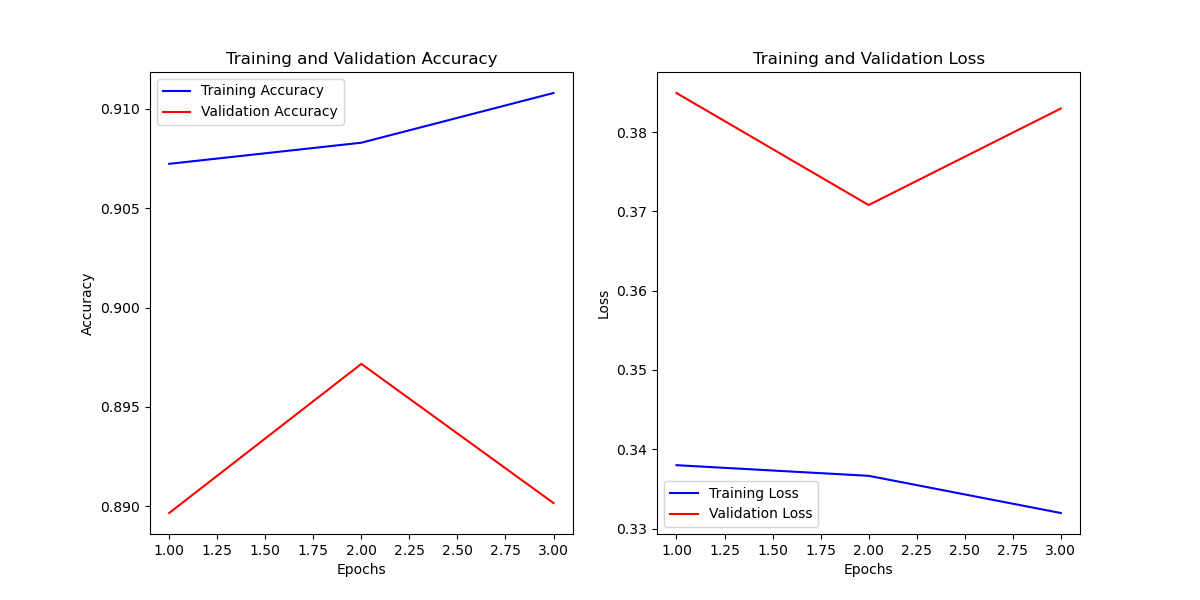 Training and Validation Accuracy
Training Accuracy
Validation Accuracy
0.910
0.905
0.900
0.895
0.890
Accuracy
1.00 1.25 1.50 1.75 2.00 2.25 2.50 2.75 3.00
Epochs
Training and Validation Loss
0.38
0.37
0.36
0.35
0.34
0.33
Loss
Training Loss
Validation Loss
1.00 1.25 1.50 1.75 2.00 2.25 2.50 2.75 3.00
Epochs